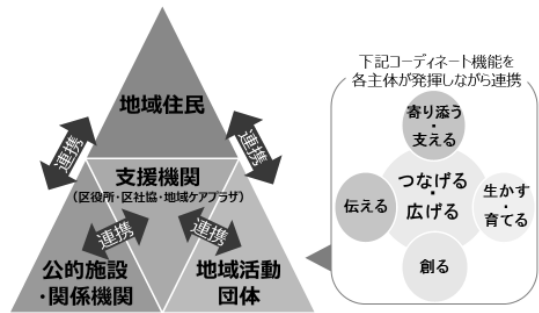 地域住民
連携
連携
支援機関
（区役所・区社協・地域ケアプラザ）
連携
連携
公的施設
・関係機関
地域活動
団体
下記コーディネート機能を
各主体が発揮しながら連携
寄り添う
・
支える
つなげる
・
広げる
伝える
生かす
・
育てる
創る